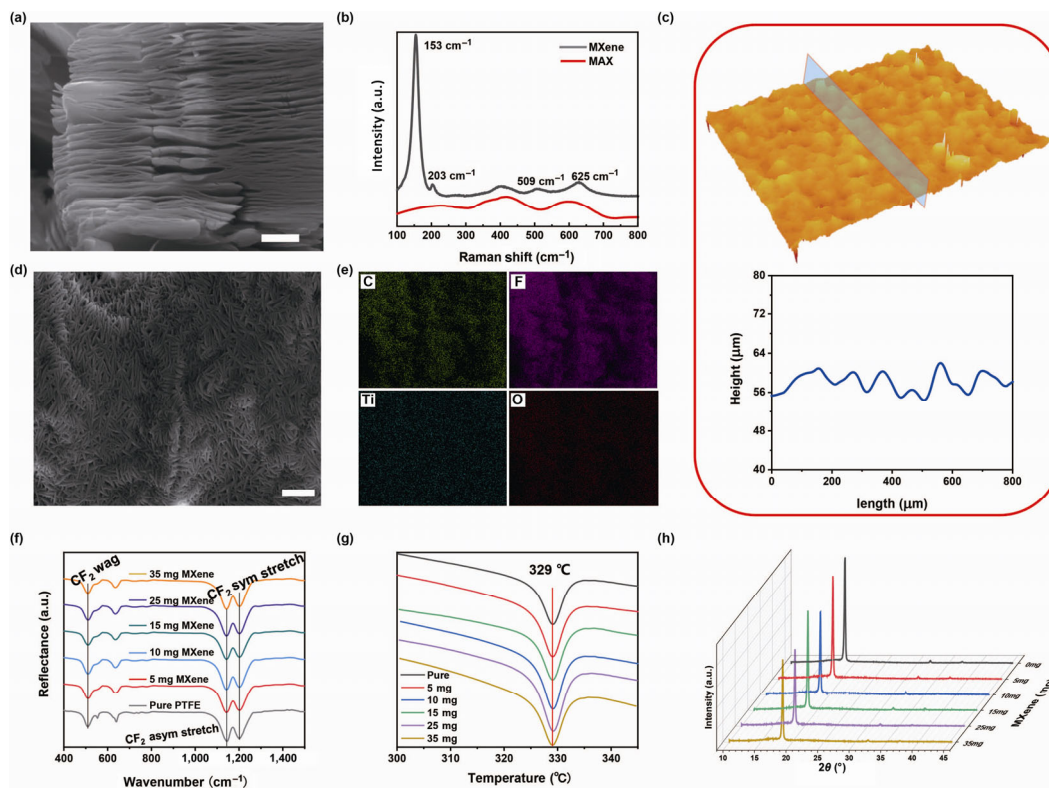 (a)
(b)
153 cm⁻¹
MXene
MAX
203 cm⁻¹
509 cm⁻¹
625 cm⁻¹
Intensity (a.u.)
100 200 300 400 500 600 700 800
Raman shift (cm⁻¹)
(c)
80
72
64
56
48
40
Height (μm)
0 200 400 600 800
length (μm)
(d)
(e)
C
F
Ti
O
(f)
CF₂ wag
35 mg MXene
CF₂ sym stretch
25 mg MXene
15 mg MXene
10 mg MXene
5 mg MXene
Pure PTFE
CF₂ asym stretch
Reflectance (a.u.)
400 600 800 1,000 1,200 1,400
Wavenumber (cm⁻¹)
(g)
329 ℃
Pure
5 mg
10 mg
15 mg
25 mg
35 mg
300 310 320 330 340
Temperature (℃)
(h)
Intensity (a.u.)
0mg
5mg
10mg
15mg
25mg
35mg
MXene
10 15 20 25 30 35 40 45
2θ (°)